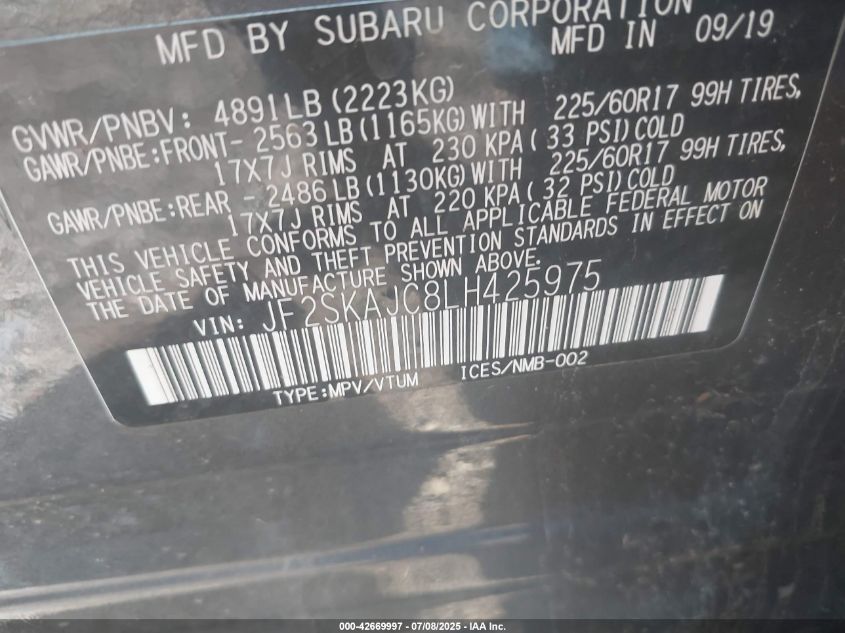 MFD BY SUBARU CORPORATION
MFD IN 09/19
GVWR/PNBV: 4891LB(2223KG)
GAWR/PNBE:FRONT- 2563LB(1165KG)WITH 225/60R17 99H TIRES,
17X7J RIMS AT 230 KPA( 33 PSI)COLD
GAWR/PNBE:REAR - 2486LB(1130KG)WITH 225/60R17 99H TIRES,
17X7J RIMS AT 220 KPA( 32 PSI)COLD
THIS VEHICLE CONFORMS TO ALL APPLICABLE FEDERAL MOTOR
VEHICLE SAFETY AND THEFT PREVENTION STANDARDS IN EFFECT ON
THE DATE OF MANUFACTURE SHOWN ABOVE.
VIN: JF2SKAJC8LH425975
TYPE:MPV/VTUM ICES/NMB-002
000-42669997 - 07/08/2025 - IAA Inc.